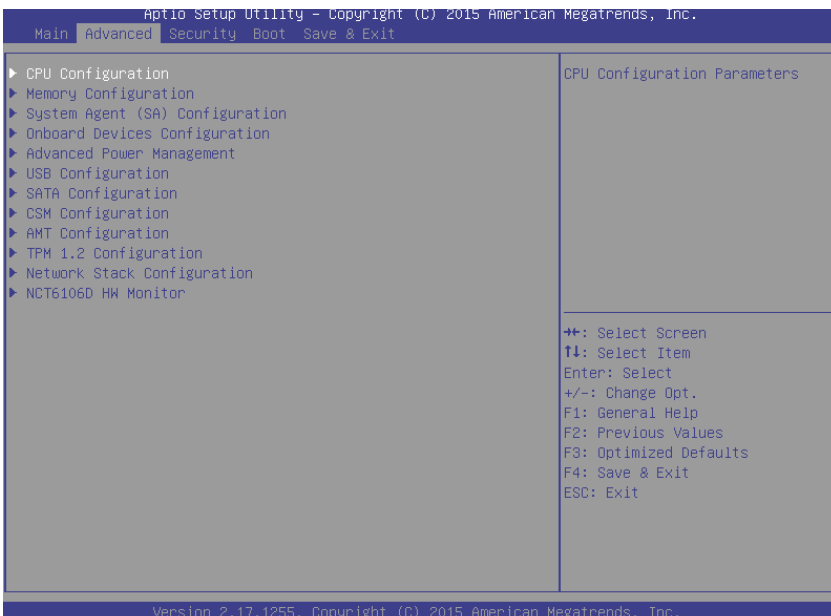 Aptio Setup Utility – Copyright (C) 2015 American Megatrends, Inc.
Main Advanced Security Boot Save & Exit
CPU Configuration
Memory Configuration
System Agent (SA) Configuration
Onboard Devices Configuration
Advanced Power Management
USB Configuration
SATA Configuration
CSM Configuration
AMT Configuration
TPM 1.2 Configuration
Network Stack Configuration
NCT6106D HW Monitor
CPU Configuration Parameters
→←: Select Screen
↑↓: Select Item
Enter: Select
+/-: Change Opt.
F1: General Help
F2: Previous Values
F3: Optimized Defaults
F4: Save & Exit
ESC: Exit
Version 2.17.1255. Copyright (C) 2015 American Megatrends, Inc.